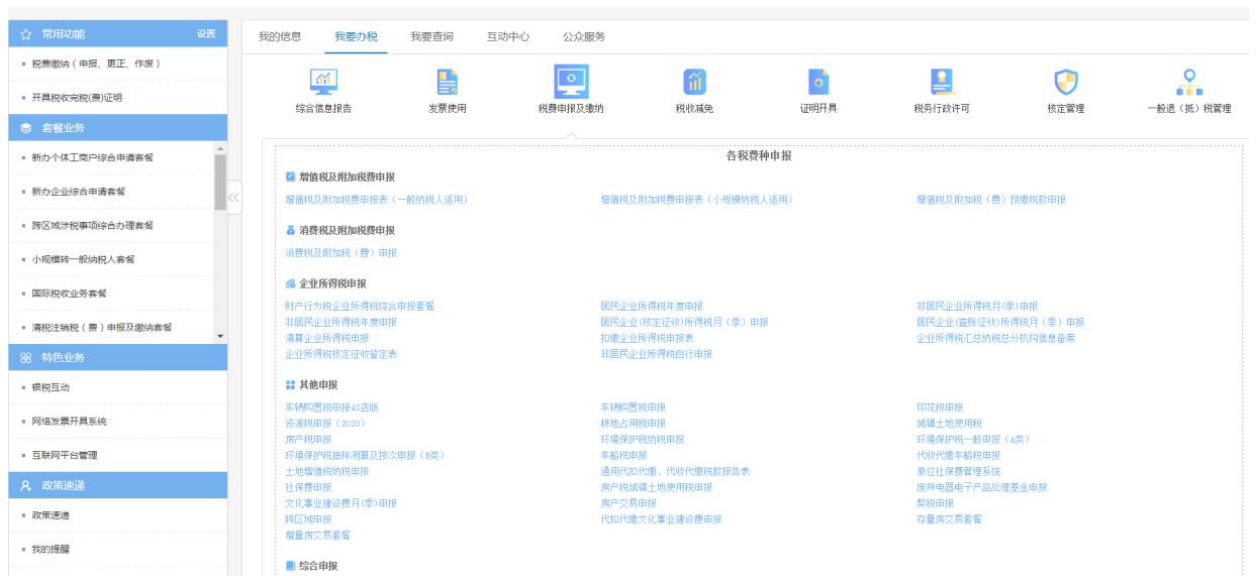 常用功能 设置
税费缴纳（申报、更正、作废）
开具税收完税(费)证明
套餐业务
新办个体工商户综合申请套餐
新办企业综合申请套餐
跨区域涉税事项综合办理套餐
小规模转一般纳税人套餐
国际税收业务套餐
清税注销税（费）申报及缴纳套餐
特色业务
银税互动
网络发票开具系统
互联网平台管理
政策速递
政策速递
我的提醒
我的信息 我要办税 我要查询 互动中心 公众服务
综合信息报告 发票使用 税费申报及缴纳 税收减免 证明开具 税务行政许可 核定管理 一般退（抵）税管理
各税费种申报
增值税及附加税费申报
增值税及附加税费申报表（一般纳税人适用） 增值税及附加税费申报表（小规模纳税人适用） 增值税及附加税（费）预缴税款申报
消费税及附加税费申报
消费税及附加税（费）申报
企业所得税申报
财产行为税企业所得税综合申报套餐 居民企业所得税年度申报 非居民企业所得税月(季)申报
非居民企业所得税年度申报 居民企业(核定征收)所得税月（季）申报 居民企业(查账征收)所得税月（季）申报
清算企业所得税申报 扣缴企业所得税申报表 企业所得税汇总纳税总分机构信息备案
企业所得税核定征收鉴定表 非居民企业所得税自行申报
其他申报
车辆购置税申报4S店版 车辆购置税申报 印花税申报
资源税申报（2020） 耕地占用税申报 城镇土地使用税
房产税申报 环境保护税纳税申报 环境保护税一般申报（A类）
环境保护税抽样测算及按次申报（B类） 车船税申报 代收代缴车船税申报
土地增值税纳税申报 通用代扣代缴、代收代缴税款报告表 单位社保费管理系统
社保费申报 房产税城镇土地使用税申报 废弃电器电子产品处理基金申报
文化事业建设费月(季)申报 房产交易申报 契税申报
跨区域申报 代扣代缴文化事业建设费申报 存量房交易套餐
增量房交易套餐
综合申报